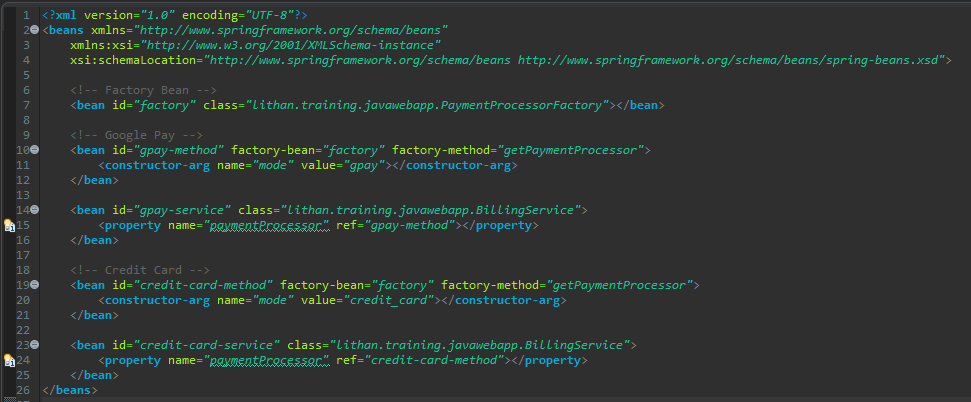 1 <?xml version="1.0" encoding="UTF-8"?>
2 <beans xmlns="http://www.springframework.org/schema/beans"
3     xmlns:xsi="http://www.w3.org/2001/XMLSchema-instance"
4     xsi:schemaLocation="http://www.springframework.org/schema/beans http://www.springframework.org/schema/beans/spring-beans.xsd">
5
6     <!-- Factory Bean -->
7     <bean id="factory" class="lithan.training.javawebapp.PaymentProcessorFactory"></bean>
8
9     <!-- Google Pay -->
10     <bean id="gpay-method" factory-bean="factory" factory-method="getPaymentProcessor">
11         <constructor-arg name="mode" value="gpay"></constructor-arg>
12     </bean>
13
14     <bean id="gpay-service" class="lithan.training.javawebapp.BillingService">
15         <property name="paymentProcessor" ref="gpay-method"></property>
16     </bean>
17
18     <!-- Credit Card -->
19     <bean id="credit-card-method" factory-bean="factory" factory-method="getPaymentProcessor">
20         <constructor-arg name="mode" value="credit_card"></constructor-arg>
21     </bean>
22
23     <bean id="credit-card-service" class="lithan.training.javawebapp.BillingService">
24         <property name="paymentProcessor" ref="credit-card-method"></property>
25     </bean>
26 </beans>